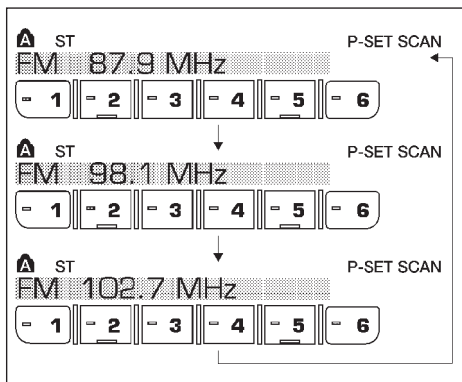 A ST P-SET SCAN
FM 87.9 MHz
1 2 3 4 5 6
A ST P-SET SCAN
FM 98.1 MHz
1 2 3 4 5 6
A ST P-SET SCAN
FM 102.7 MHz
1 2 3 4 5 6